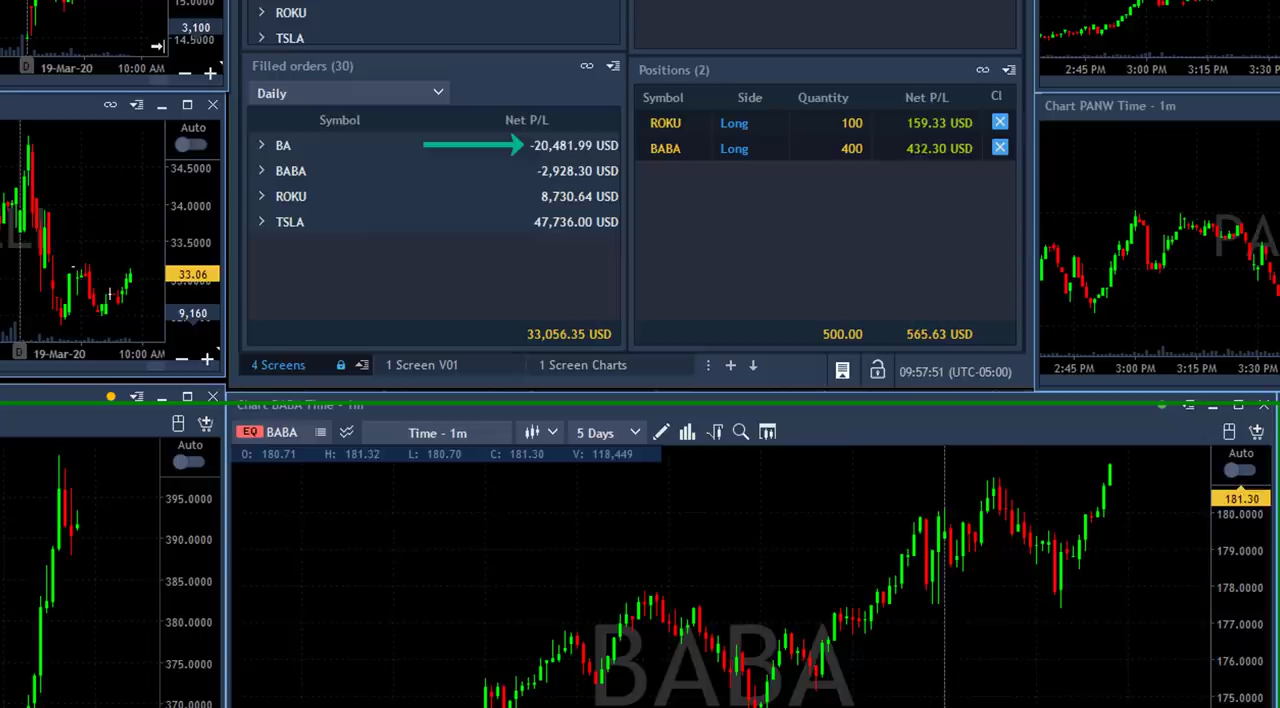 15.0000
3,100
14.5000
D 19-Mar-20 10:00 AM
ROKU
TSLA
Filled orders (30)
Daily
Symbol Net P/L
BA -20,481.99 USD
BABA -2,928.30 USD
ROKU 8,730.64 USD
TSLA 47,736.00 USD
33,056.35 USD
Positions (2)
Symbol Side Quantity Net P/L Cl
ROKU Long 100 159.33 USD
BABA Long 400 432.30 USD
500.00 565.63 USD
4 Screens 1 Screen V01 1 Screen Charts 09:57:51 (UTC-05:00)
2:45 PM 3:00 PM 3:15 PM 3:30 P
Chart PANW Time - 1m
PA
2:45 PM 3:00 PM 3:15 PM 3:30 PM
Auto
34.5000
34.0000
33.5000
33.06
9,160
D 19-Mar-20 10:00 AM
Auto
395.0000
390.0000
385.0000
380.0000
375.0000
370.0000
Chart BABA Time - 1m
EQ BABA Time - 1m 5 Days
O: 180.71 H: 181.32 L: 180.70 C: 181.30 V: 118,449
Auto
181.30
180.0000
179.0000
178.0000
177.0000
176.0000
175.0000
BABA